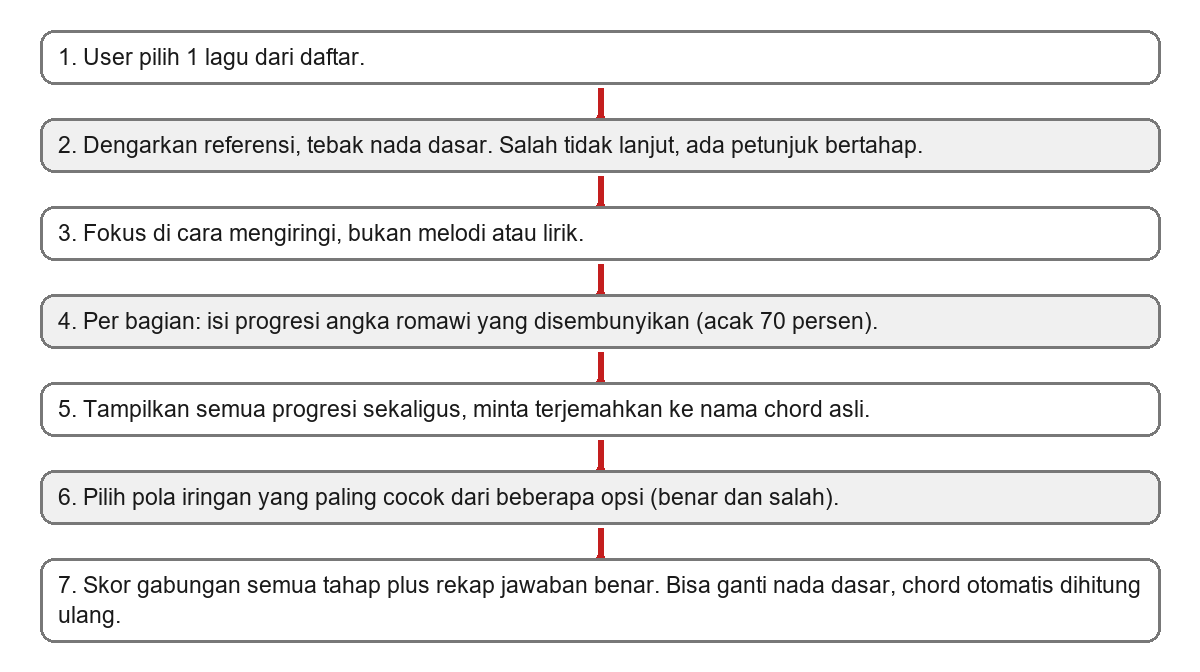 1. User pilih 1 lagu dari daftar.
2. Dengarkan referensi, tebak nada dasar. Salah tidak lanjut, ada petunjuk bertahap.
3. Fokus di cara mengiringi, bukan melodi atau lirik.
4. Per bagian: isi progresi angka romawi yang disembunyikan (acak 70 persen).
5. Tampilkan semua progresi sekaligus, minta terjemahkan ke nama chord asli.
6. Pilih pola iringan yang paling cocok dari beberapa opsi (benar dan salah).
7. Skor gabungan semua tahap plus rekap jawaban benar. Bisa ganti nada dasar, chord otomatis dihitung
ulang.